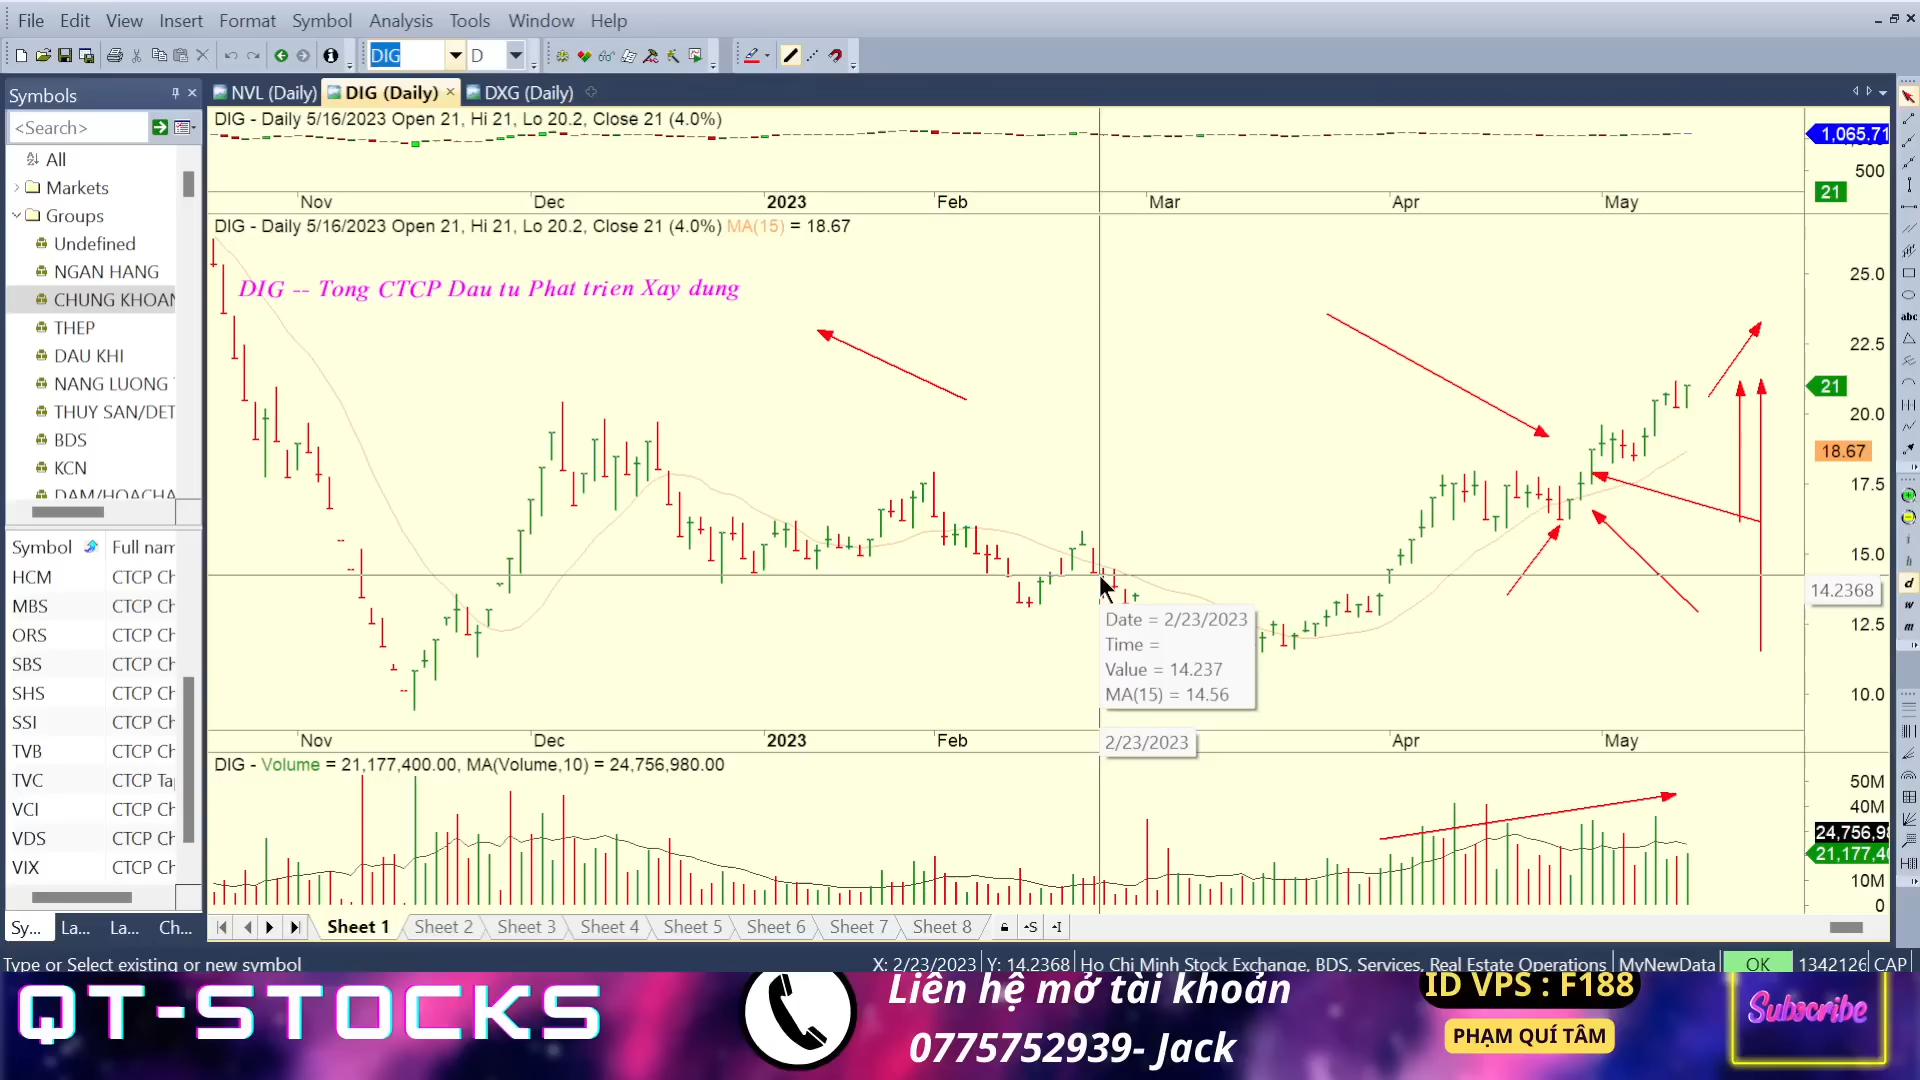 File Edit View Insert Format Symbol Analysis Tools Window Help
DIG D
Symbols
<Search>
All
Markets
Groups
Undefined
NGAN HANG
CHUNG KHOAN
THEP
DAU KHI
NANG LUONG
THUY SAN/DET
BDS
KCN
DAM/HOACHA
Symbol Full nam
HCM CTCP Ch
MBS CTCP Ch
ORS CTCP Ch
SBS CTCP Ch
SHS CTCP Ch
SSI CTCP Ch
TVB CTCP Ch
TVC CTCP Ta
VCI CTCP Ch
VDS CTCP Ch
VIX CTCP Ch
Sy... La... La... Ch...
NVL (Daily) DIG (Daily) DXG (Daily)
DIG - Daily 5/16/2023 Open 21, Hi 21, Lo 20.2, Close 21 (4.0%)
1,065.71
500
21
Nov Dec 2023 Feb Mar Apr May
DIG - Daily 5/16/2023 Open 21, Hi 21, Lo 20.2, Close 21 (4.0%) MA(15) = 18.67
DIG -- Tong CTCP Dau tu Phat trien Xay dung
25.0
22.5
21
20.0
18.67
17.5
15.0
14.2368
12.5
10.0
Date = 2/23/2023
Time =
Value = 14.237
MA(15) = 14.56
Nov Dec 2023 Feb 2/23/2023 Apr May
DIG - Volume = 21,177,400.00, MA(Volume,10) = 24,756,980.00
50M
40M
24,756,98
21,177,40
10M
0
Sheet 1 Sheet 2 Sheet 3 Sheet 4 Sheet 5 Sheet 6 Sheet 7 Sheet 8
abc
i
h
d
w
m
Type or Select existing or new symbol X: 2/23/2023 Y: 14.2368 Ho Chi Minh Stock Exchange, BDS, Services, Real Estate Operations MyNewData OK 1342126 CAP
QT-STOCKS
Liên hệ mở tài khoản
0775752939- Jack
ID VPS : F188
PHẠM QUÍ TÂM
Subscribe